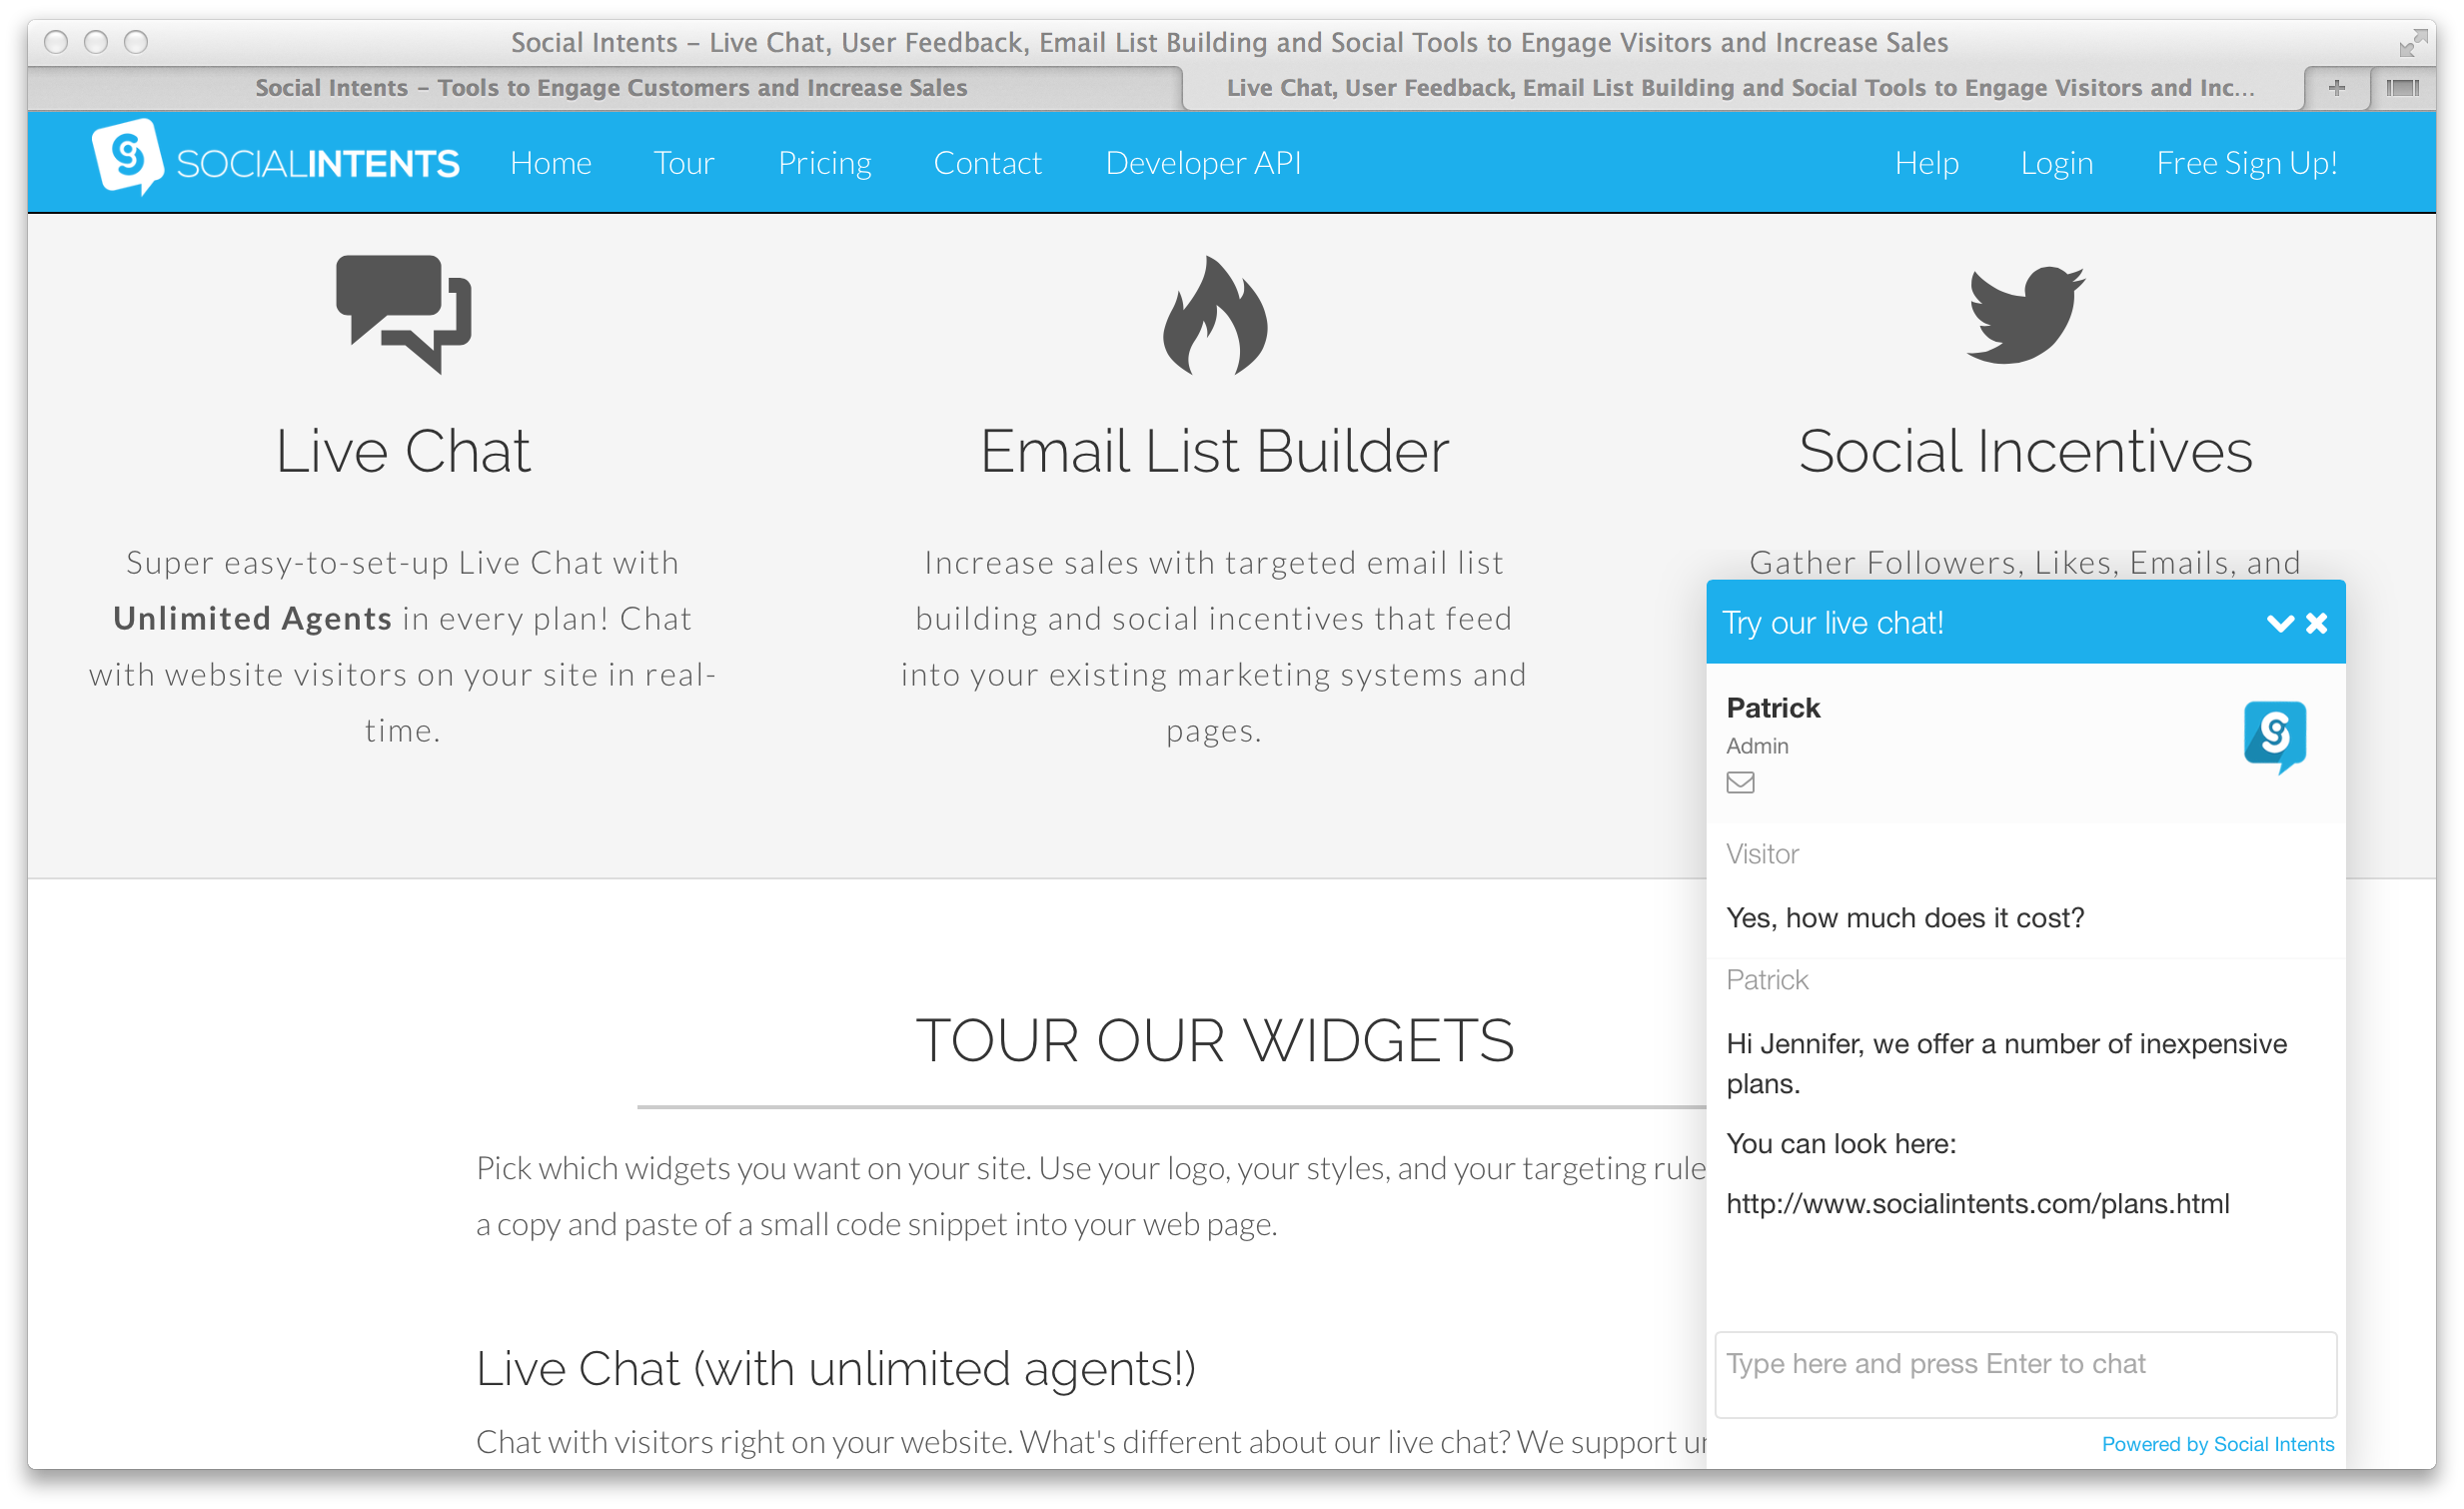 Social Intents – Live Chat, User Feedback, Email List Building and Social Tools to Engage Visitors and Increase Sales
Social Intents – Tools to Engage Customers and Increase Sales
Live Chat, User Feedback, Email List Building and Social Tools to Engage Visitors and Inc...
SOCIALINTENTS
Home
Tour
Pricing
Contact
Developer API
Help
Login
Free Sign Up!
Live Chat
Super easy-to-set-up Live Chat with
Unlimited Agents in every plan! Chat
with website visitors on your site in real-
time.
Email List Builder
Increase sales with targeted email list
building and social incentives that feed
into your existing marketing systems and
pages.
Social Incentives
Gather Followers, Likes, Emails, and
TOUR OUR WIDGETS
Pick which widgets you want on your site. Use your logo, your styles, and your targeting rule
a copy and paste of a small code snippet into your web page.
Live Chat (with unlimited agents!)
Chat with visitors right on your website. What's different about our live chat? We support
Try our live chat!
Patrick
Admin
Visitor
Yes, how much does it cost?
Patrick
Hi Jennifer, we offer a number of inexpensive
plans.
You can look here:
http://www.socialintents.com/plans.html
Type here and press Enter to chat
Powered by Social Intents